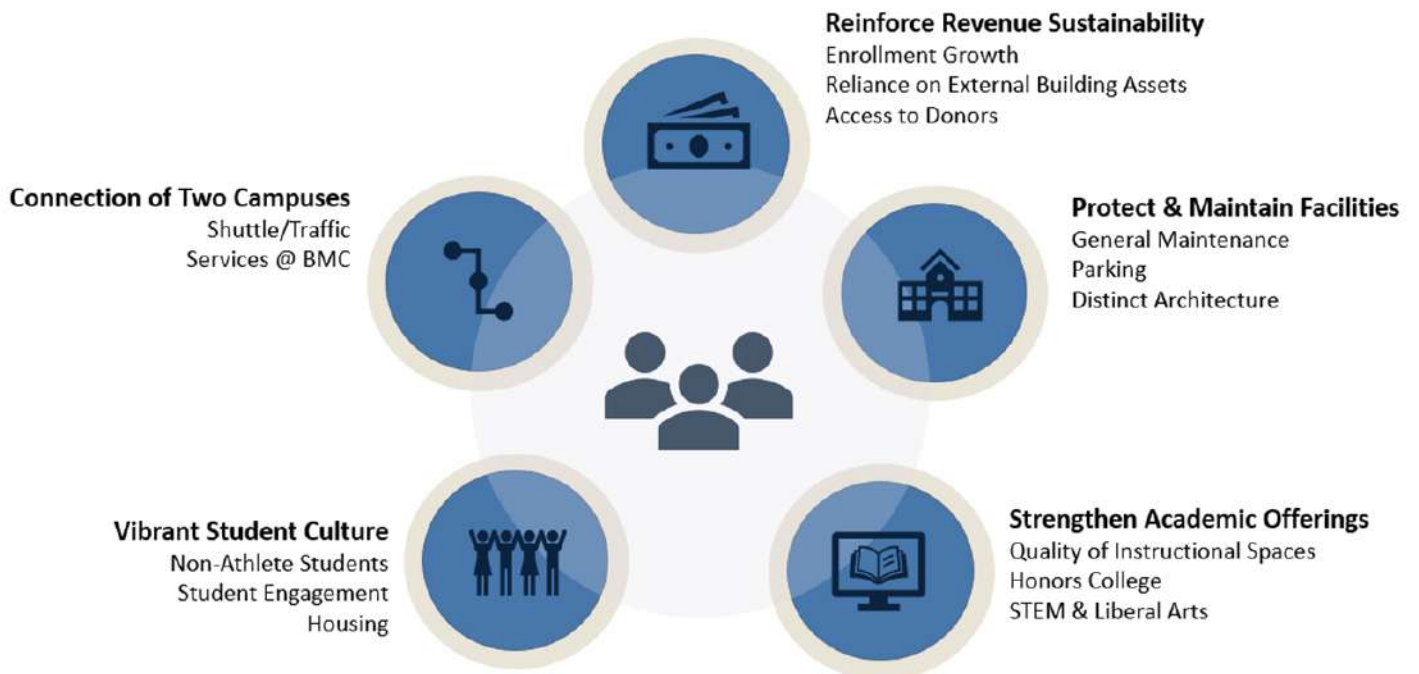 Reinforce Revenue Sustainability
Enrollment Growth
Reliance on External Building Assets
Access to Donors
Connection of Two Campuses
Shuttle/Traffic
Services @ BMC
Protect & Maintain Facilities
General Maintenance
Parking
Distinct Architecture
Vibrant Student Culture
Non-Athlete Students
Student Engagement
Housing
Strengthen Academic Offerings
Quality of Instructional Spaces
Honors College
STEM & Liberal Arts